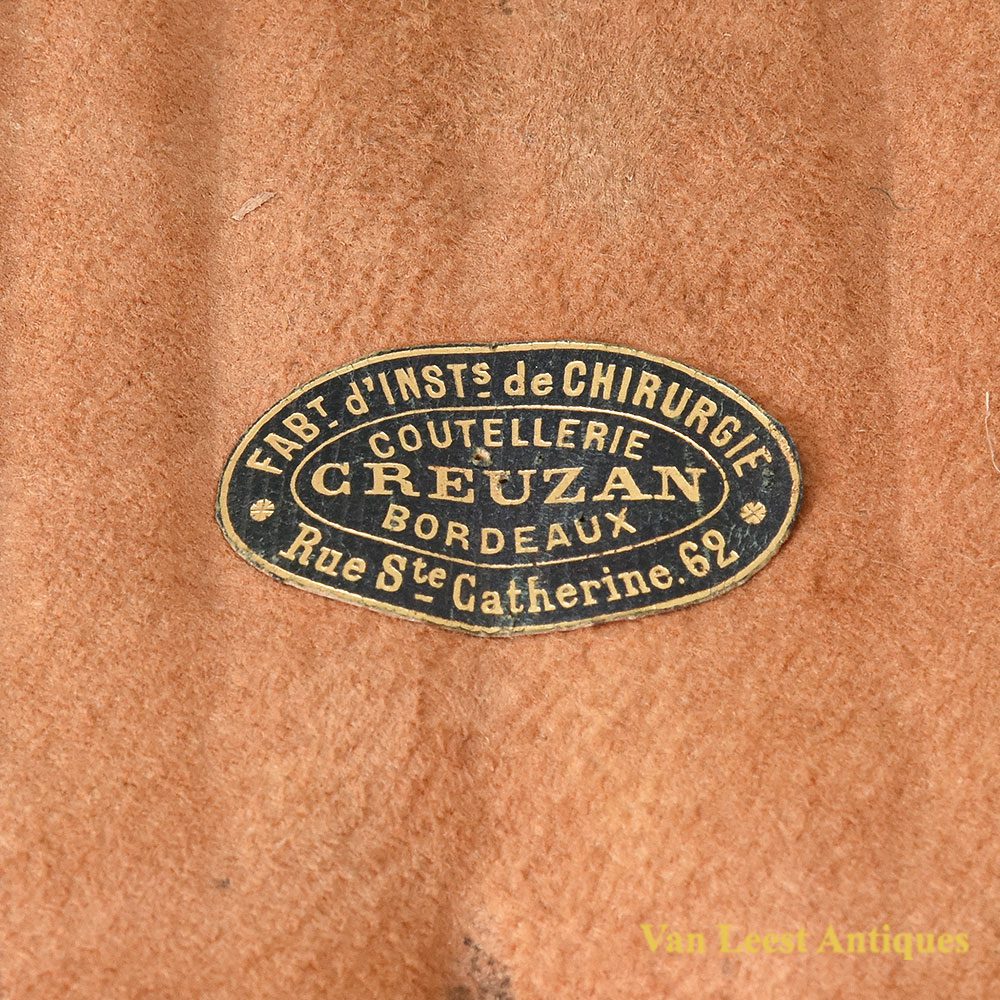 FABT. d'INSTS de CHIRURGIE
COUTELLERIE
CREUZAN
BORDEAUX
Rue Ste Catherine. 62
Van Leest Antiques